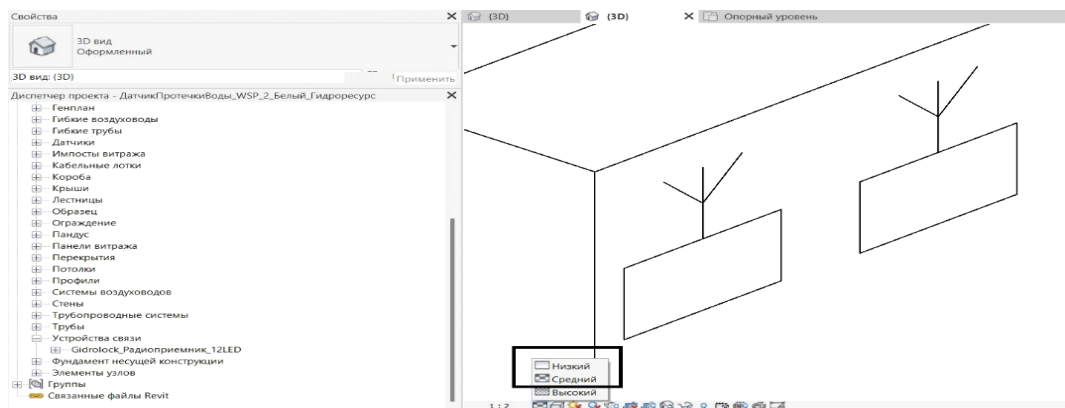 Свойства
{3D}
{3D}
Опорный уровень
3D вид
Оформленный
3D вид: {3D}
Применить
Диспетчер проекта - ДатчикПротечкиВоды_WSP_2_Белый_Гидроресурс
Генплан
Гибкие воздуховоды
Гибкие трубы
Датчики
Импосты витража
Кабельные лотки
Короба
Крыши
Лестницы
Образец
Ограждение
Пандус
Панели витража
Перекрытия
Потолки
Профили
Системы воздуховодов
Стены
Трубопроводные системы
Трубы
Устройства связи
Gidrolock_Радиоприемник_12LED
Фундамент несущей конструкции
Элементы узлов
Группы
Связанные файлы Revit
Низкий
Средний
Высокий
1 : 2